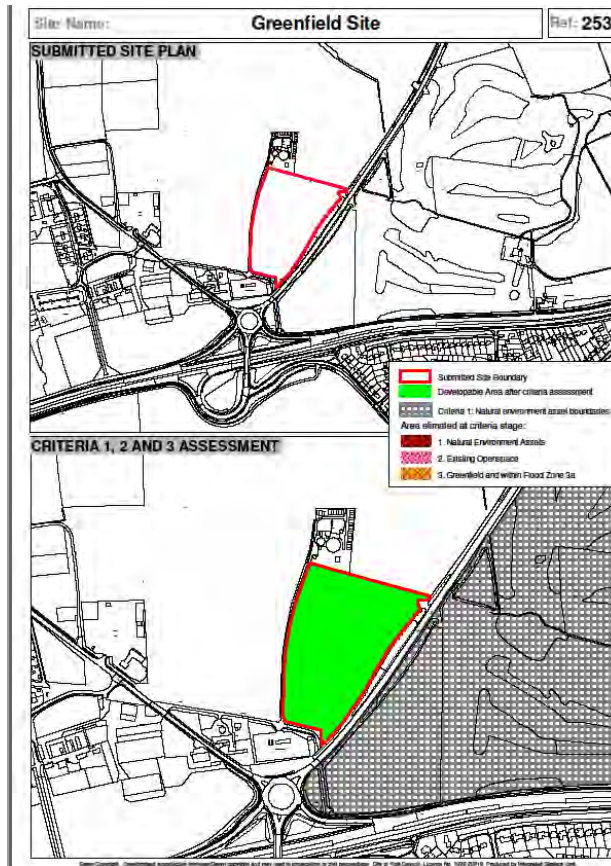 Site Name: Greenfield Site Ref: 253
SUBMITTED SITE PLAN
Submitted Site Boundary
Developable Area after criteria assessment
Criteria 1: Natural environment asset boundaries
Area elimated at criteria stage:
1. Natural Environment Assets
2. Existing Openspace
3. Greenfield and within Flood Zone 3a
CRITERIA 1, 2 AND 3 ASSESSMENT